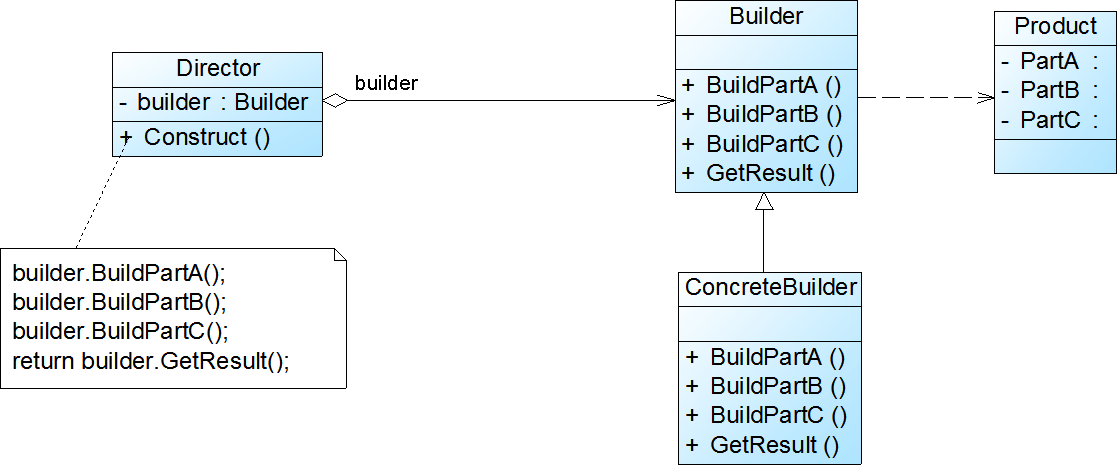 Director
- builder : Builder
+ Construct ()
builder
Builder
+ BuildPartA ()
+ BuildPartB ()
+ BuildPartC ()
+ GetResult ()
Product
- PartA :
- PartB :
- PartC :
builder.BuildPartA();
builder.BuildPartB();
builder.BuildPartC();
return builder.GetResult();
ConcreteBuilder
+ BuildPartA ()
+ BuildPartB ()
+ BuildPartC ()
+ GetResult ()